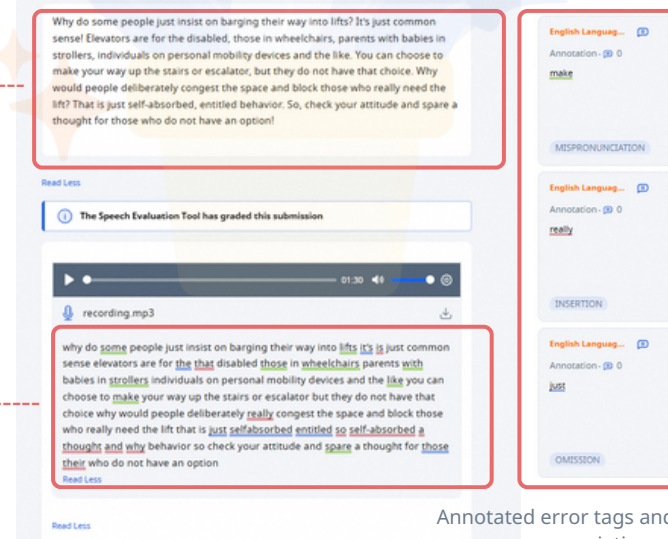 Why do some people just insist on barging their way into lifts? It's just common
sense! Elevators are for the disabled, those in wheelchairs, parents with babies in
strollers, individuals on personal mobility devices and the like. You can choose to
make your way up the stairs or escalator, but they do not have that choice. Why
would people deliberately congest the space and block those who really need the
lift? That is just self-absorbed, entitled behavior. So, check your attitude and spare a
thought for those who do not have an option!
Read Less
The Speech Evaluation Tool has graded this submission
01:30
recording.mp3
why do some people just insist on barging their way into lifts it's is just common
sense elevators are for the that disabled those in wheelchairs parents with
babies in strollers individuals on personal mobility devices and the like you can
choose to make your way up the stairs or escalator but they do not have that
choice why would people deliberately really congest the space and block those
who really need the lift that is just selfabsorbed entitled so self-absorbed a
thought and why behavior so check your attitude and spare a thought for those
their who do not have an option
Read Less
Read Less
English Languag...
Annotation - 0
make
MISPRONUNCIATION
English Languag...
Annotation - 0
really
INSERTION
English Languag...
Annotation - 0
just
OMISSION
Annotated error tags and